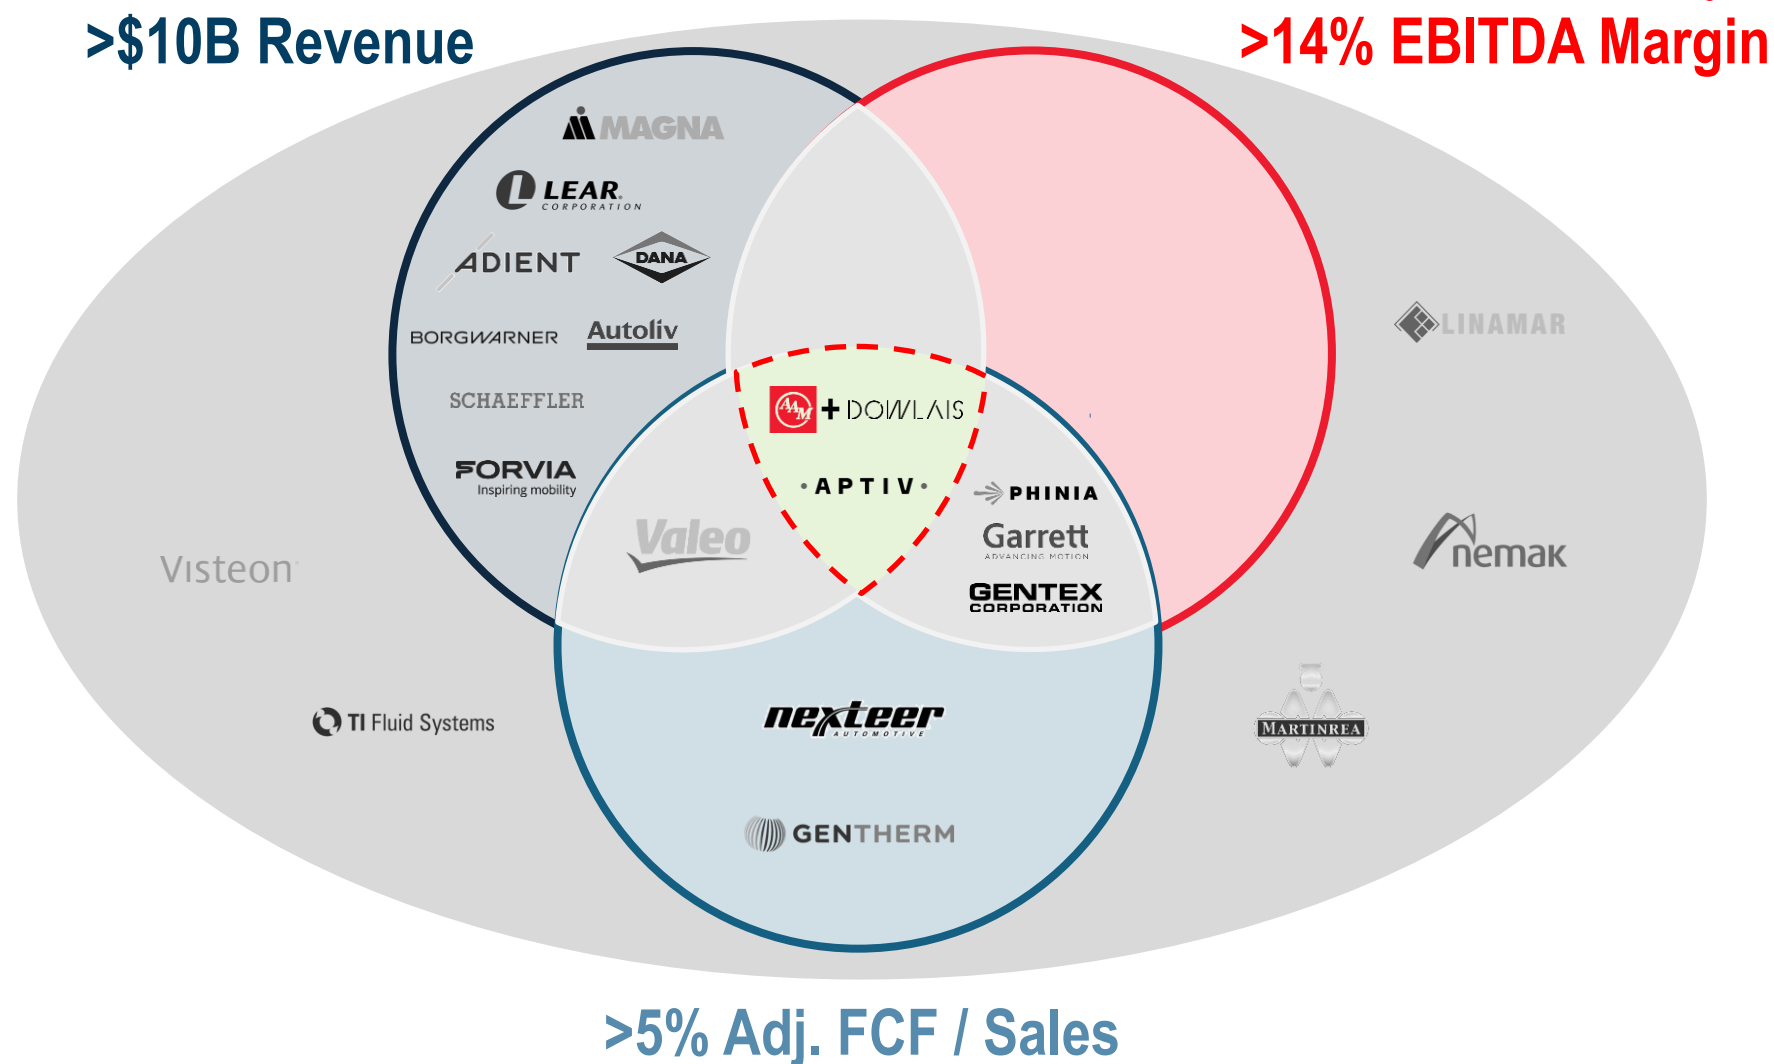 >$10B Revenue
>14% EBITDA Margin
MAGNA
LEAR
CORPORATION
ADIENT
DANA
BORGWARNER
Autoliv
SCHAEFFLER
FORVIA
Inspiring mobility
LINAMAR
AAM + DOWLAIS
· APTIV ·
PHINIA
Garrett
ADVANCING MOTION
GENTEX
CORPORATION
Valeo
Visteon
nemak
nexteer
AUTOMOTIVE
TI Fluid Systems
MARTINREA
GENTHERM
>5% Adj. FCF / Sales